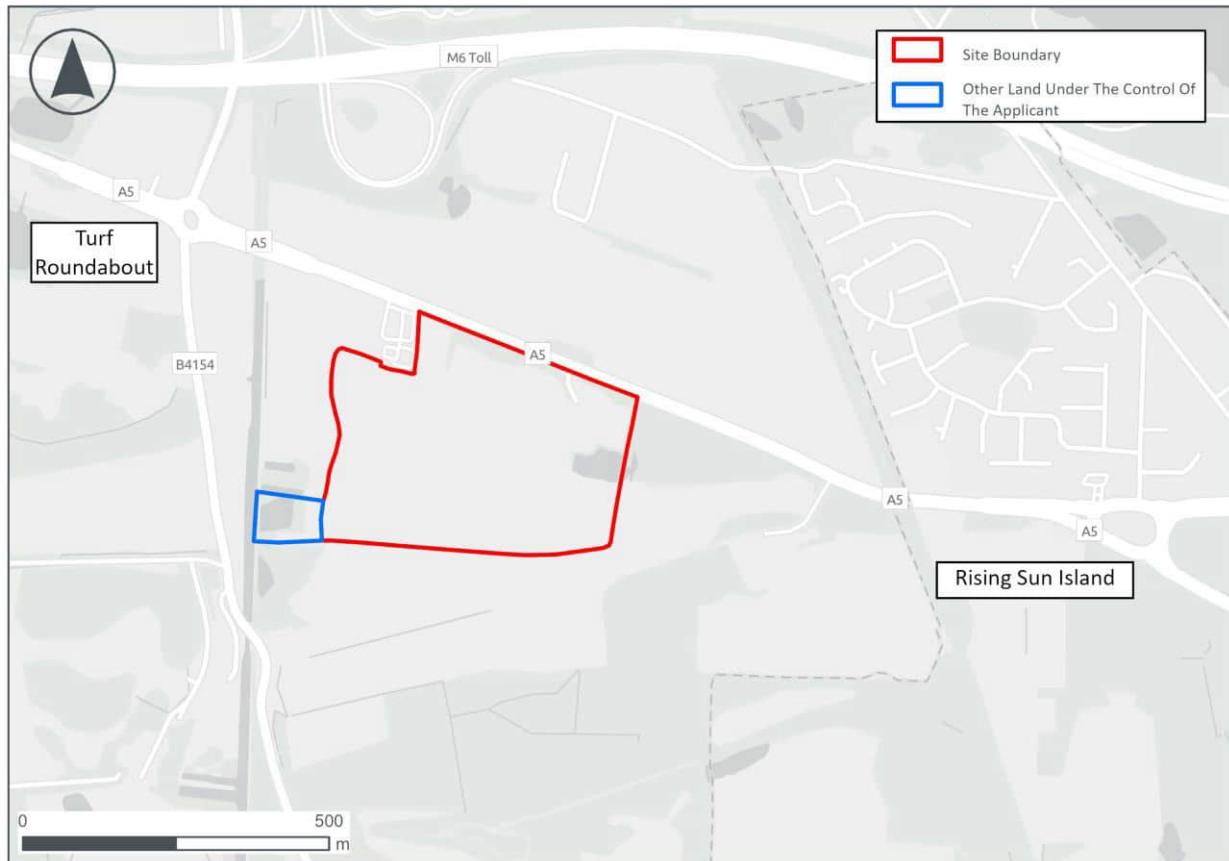 M6 Toll
Site Boundary
Other Land Under The Control Of
The Applicant
A5
Turf
Roundabout
A5
A5
B4154
A5
A5
Rising Sun Island
0
500
m